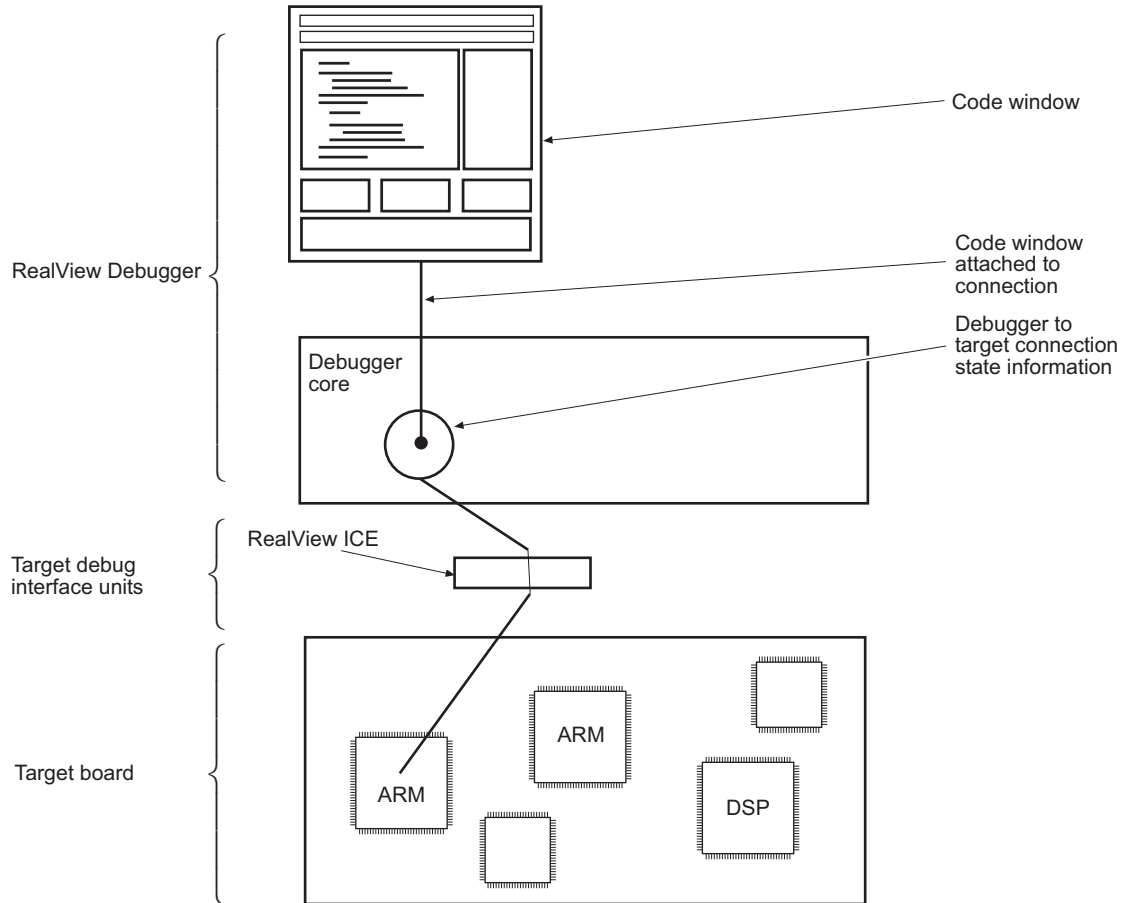 Code window
RealView Debugger
Code window
attached to
connection
Debugger to
target connection
state information
Debugger
core
RealView ICE
Target debug
interface units
Target board
ARM
ARM
DSP